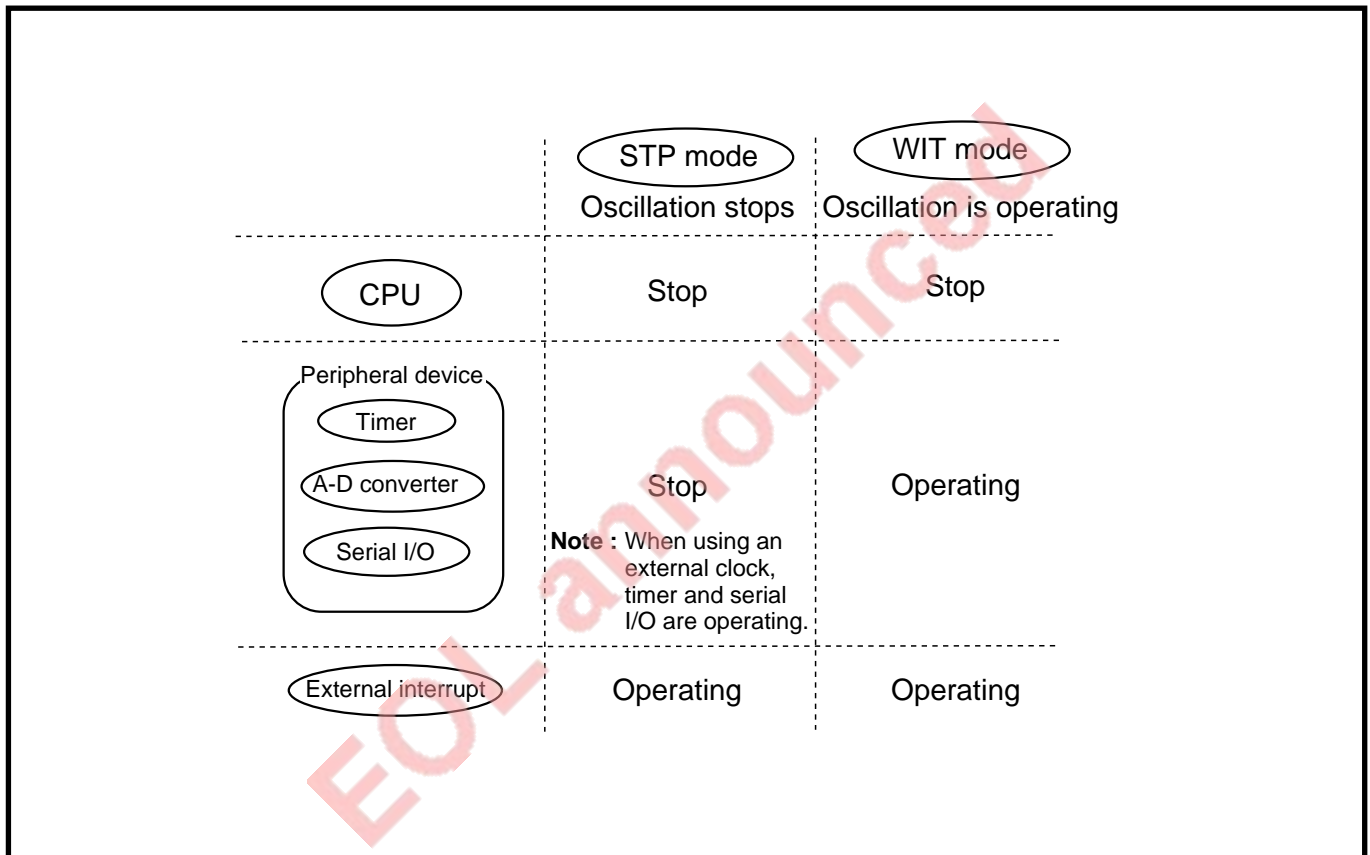 STP mode
WIT mode
Oscillation stops
Oscillation is operating
CPU
Stop
Stop
Peripheral device
Timer
A-D converter
Serial I/O
Stop
Operating
Note : When using an
external clock,
timer and serial
I/O are operating.
External interrupt
Operating
Operating
EOL announced